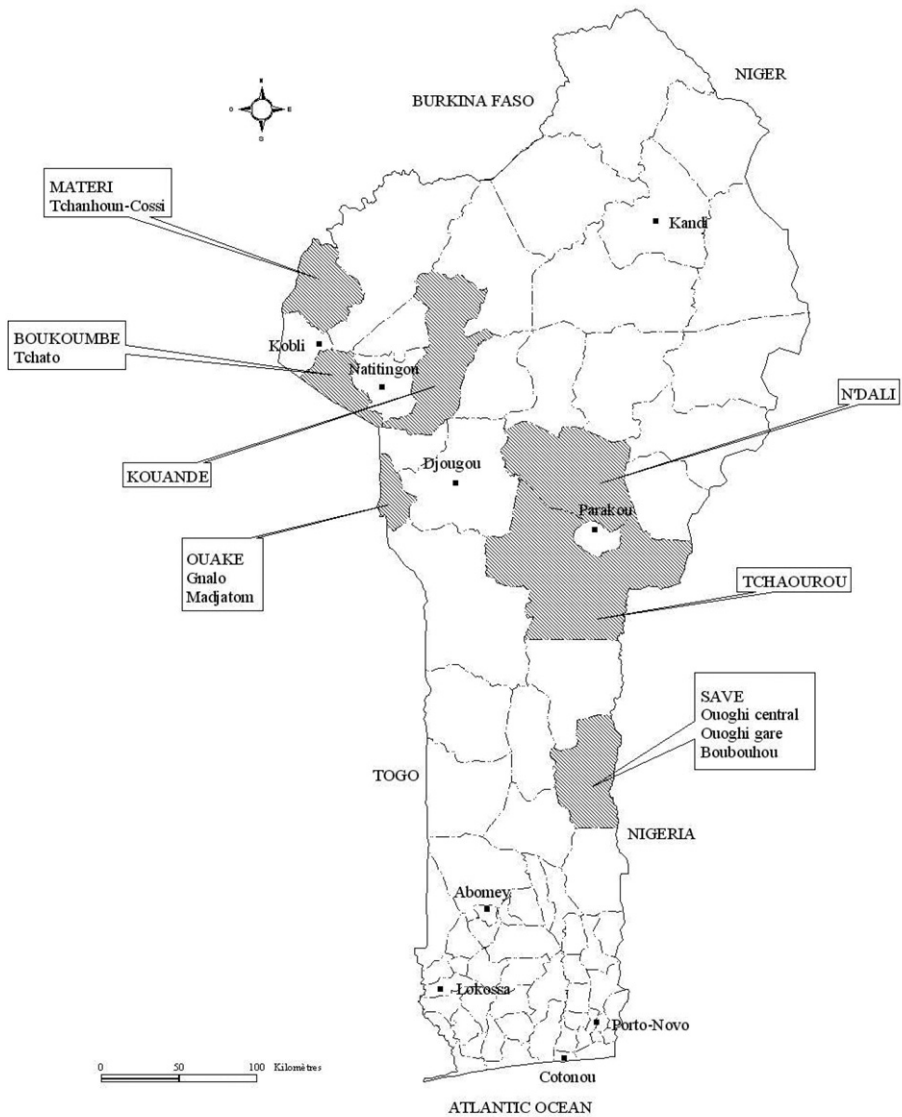 NIGER
BURKINA FASO
N
O
E
O
MATERI
Tchanhoun-Cossi
Kandi
BOUKOUMBE
Tchato
Kobli
Natitingou
N'DALI
KOUANDE
Djougou
Parakou
OUAKE
Gnalo
Madjatom
TCHAOUROU
SAVE
Ouoghi central
Ouoghi gare
Boubouhou
TOGO
NIGERIA
Abomey
Lokossa
Porto-Novo
Cotonou
0 50 100 Kilomètres
ATLANTIC OCEAN